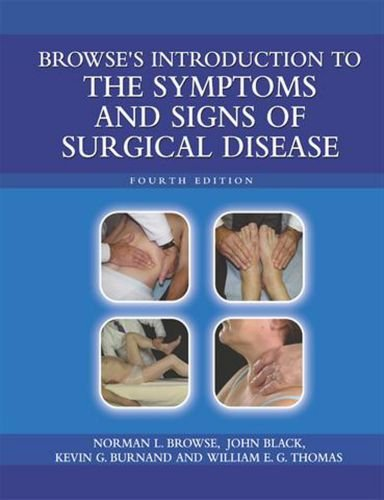 BROWSE'S INTRODUCTION TO
THE SYMPTOMS
AND SIGNS OF
SURGICAL DISEASE
FOURTH EDITION
NORMAN L. BROWSE, JOHN BLACK,
KEVIN G. BURNAND AND WILLIAM E. G. THOMAS